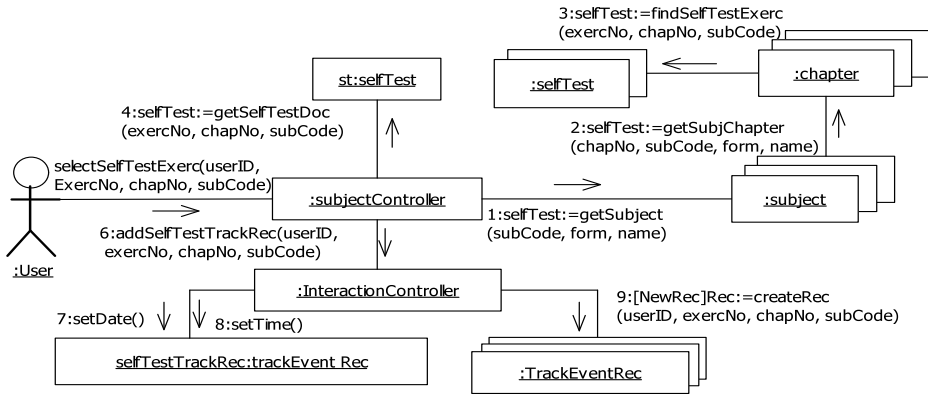 3:selfTest:=findSelfTestExerc
(exercNo, chapNo, subCode)
:chapter
st:selfTest
:selfTest
4:selfTest:=getSelfTestDoc
(exercNo, chapNo, subCode)
2:selfTest:=getSubjChapter
(chapNo, subCode, form, name)
selectSelfTestExerc(userID,
ExercNo, chapNo, subCode)
:subjectController
:subject
1:selfTest:=getSubject
(subCode, form, name)
6:addSelfTestTrackRec(userID,
exercNo, chapNo, subCode)
:User
:InteractionController
7:setDate()
8:setTime()
9:[NewRec]Rec:=createRec
(userID, exercNo, chapNo, subCode)
selfTestTrackRec:trackEvent Rec
:TrackEventRec